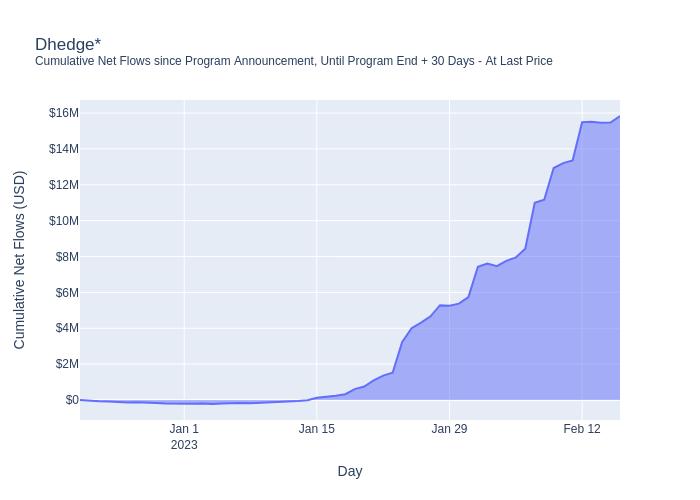 Dhedge*
Cumulative Net Flows since Program Announcement, Until Program End + 30 Days - At Last Price
Cumulative Net Flows (USD)
$16M
$14M
$12M
$10M
$8M
$6M
$4M
$2M
$0
Jan 1
2023
Jan 15
Jan 29
Feb 12
Day